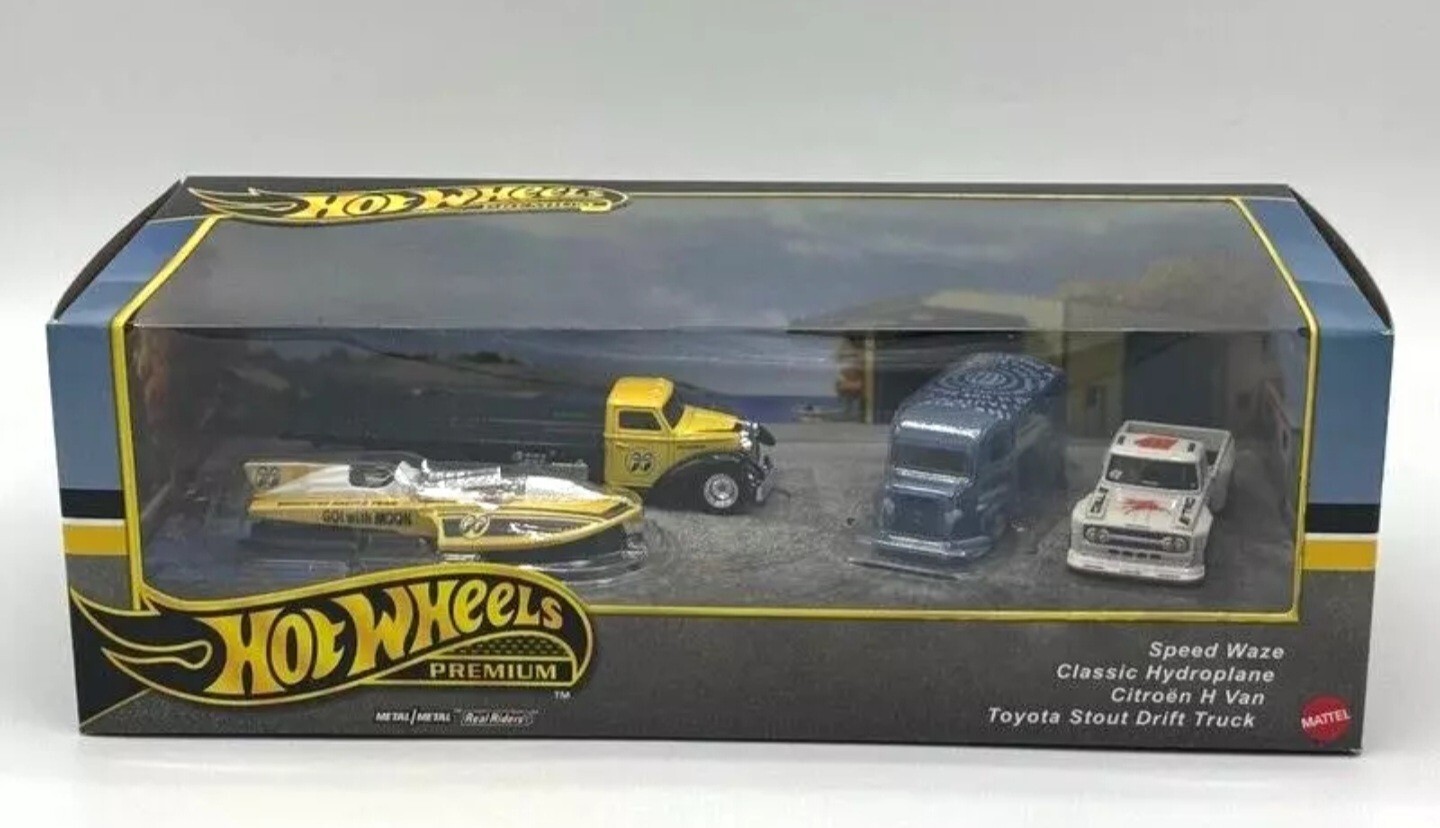 HOT WHEELS
GO! with MOON
HOT WHEELS
PREMIUM
TM
METAL/METAL Real Riders
Speed Waze
Classic Hydroplane
Citroën H Van
Toyota Stout Drift Truck
MATTEL